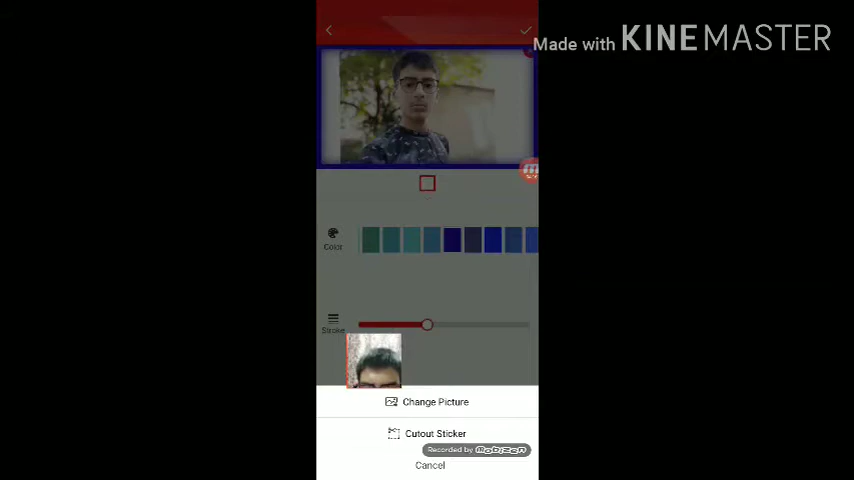 Made with KINEMASTER
Color
Stroke
Change Picture
Cutout Sticker
Recorded by MOBIZEN
Cancel